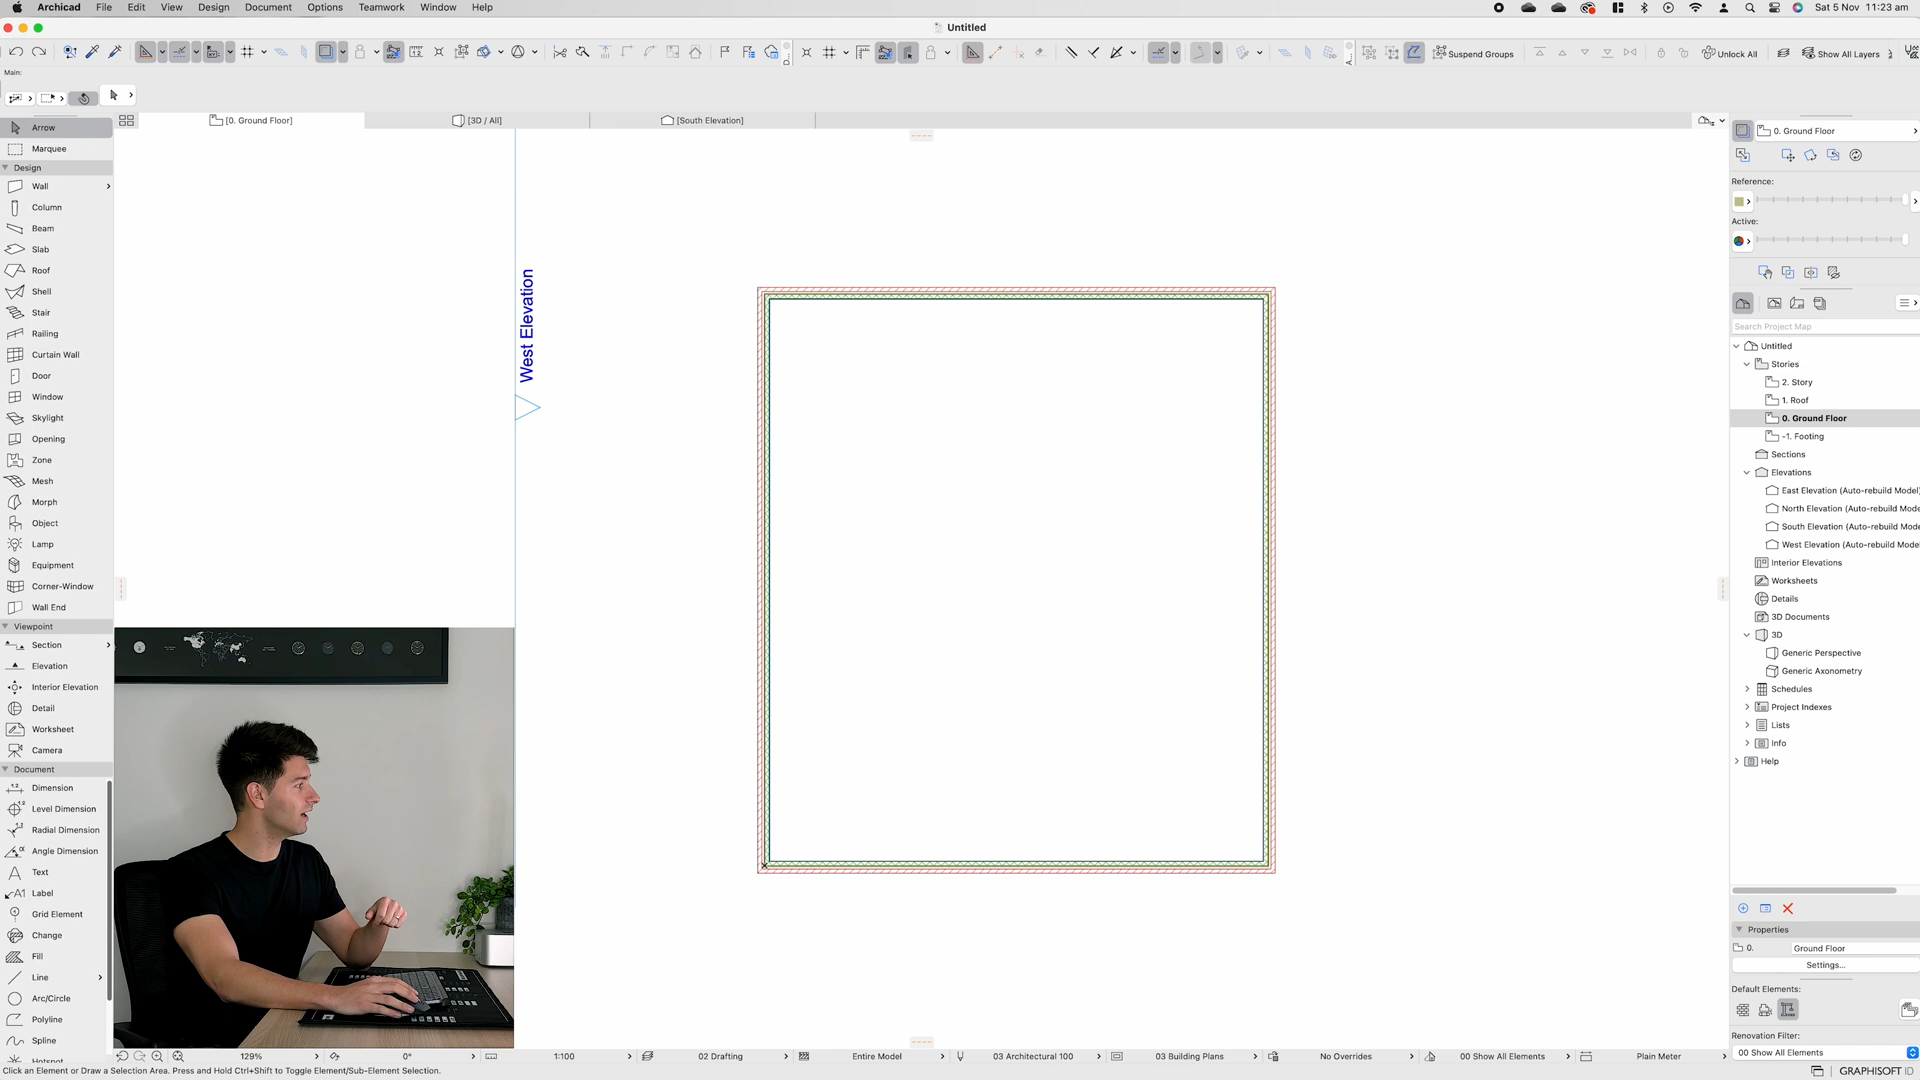 Archicad File Edit View Design Document Options Teamwork Window Help
Sat 5 Nov 11:23 am
Untitled
Suspend Groups
Unlock All
Show All Layers
Main:
[0. Ground Floor]
[3D / All]
[South Elevation]
Arrow
Marquee
Design
Wall
Column
Beam
Slab
Roof
Shell
Stair
Railing
Curtain Wall
Door
Window
Skylight
Opening
Zone
Mesh
Morph
Object
Lamp
Equipment
Corner-Window
Wall End
Viewpoint
Section
Elevation
Interior Elevation
Detail
Worksheet
Camera
Document
Dimension
Level Dimension
Radial Dimension
Angle Dimension
Text
Label
Grid Element
Change
Fill
Line
Arc/Circle
Polyline
Spline
Hotspot
West Elevation
0. Ground Floor
Reference:
Active:
Search Project Map
Untitled
Stories
2. Story
1. Roof
0. Ground Floor
-1. Footing
Sections
Elevations
East Elevation (Auto-rebuild Model)
North Elevation (Auto-rebuild Mode
South Elevation (Auto-rebuild Mode
West Elevation (Auto-rebuild Mode
Interior Elevations
Worksheets
Details
3D Documents
3D
Generic Perspective
Generic Axonometry
Schedules
Project Indexes
Lists
Info
Help
Properties
0. Ground Floor
Settings...
Default Elements:
Renovation Filter:
00 Show All Elements
129% 0° 1:100 02 Drafting Entire Model 03 Architectural 100 03 Building Plans No Overrides 00 Show All Elements Plain Meter
Click an Element or Draw a Selection Area. Press and Hold Ctrl+Shift to Toggle Element/Sub-Element Selection.
GRAPHISOFT ID